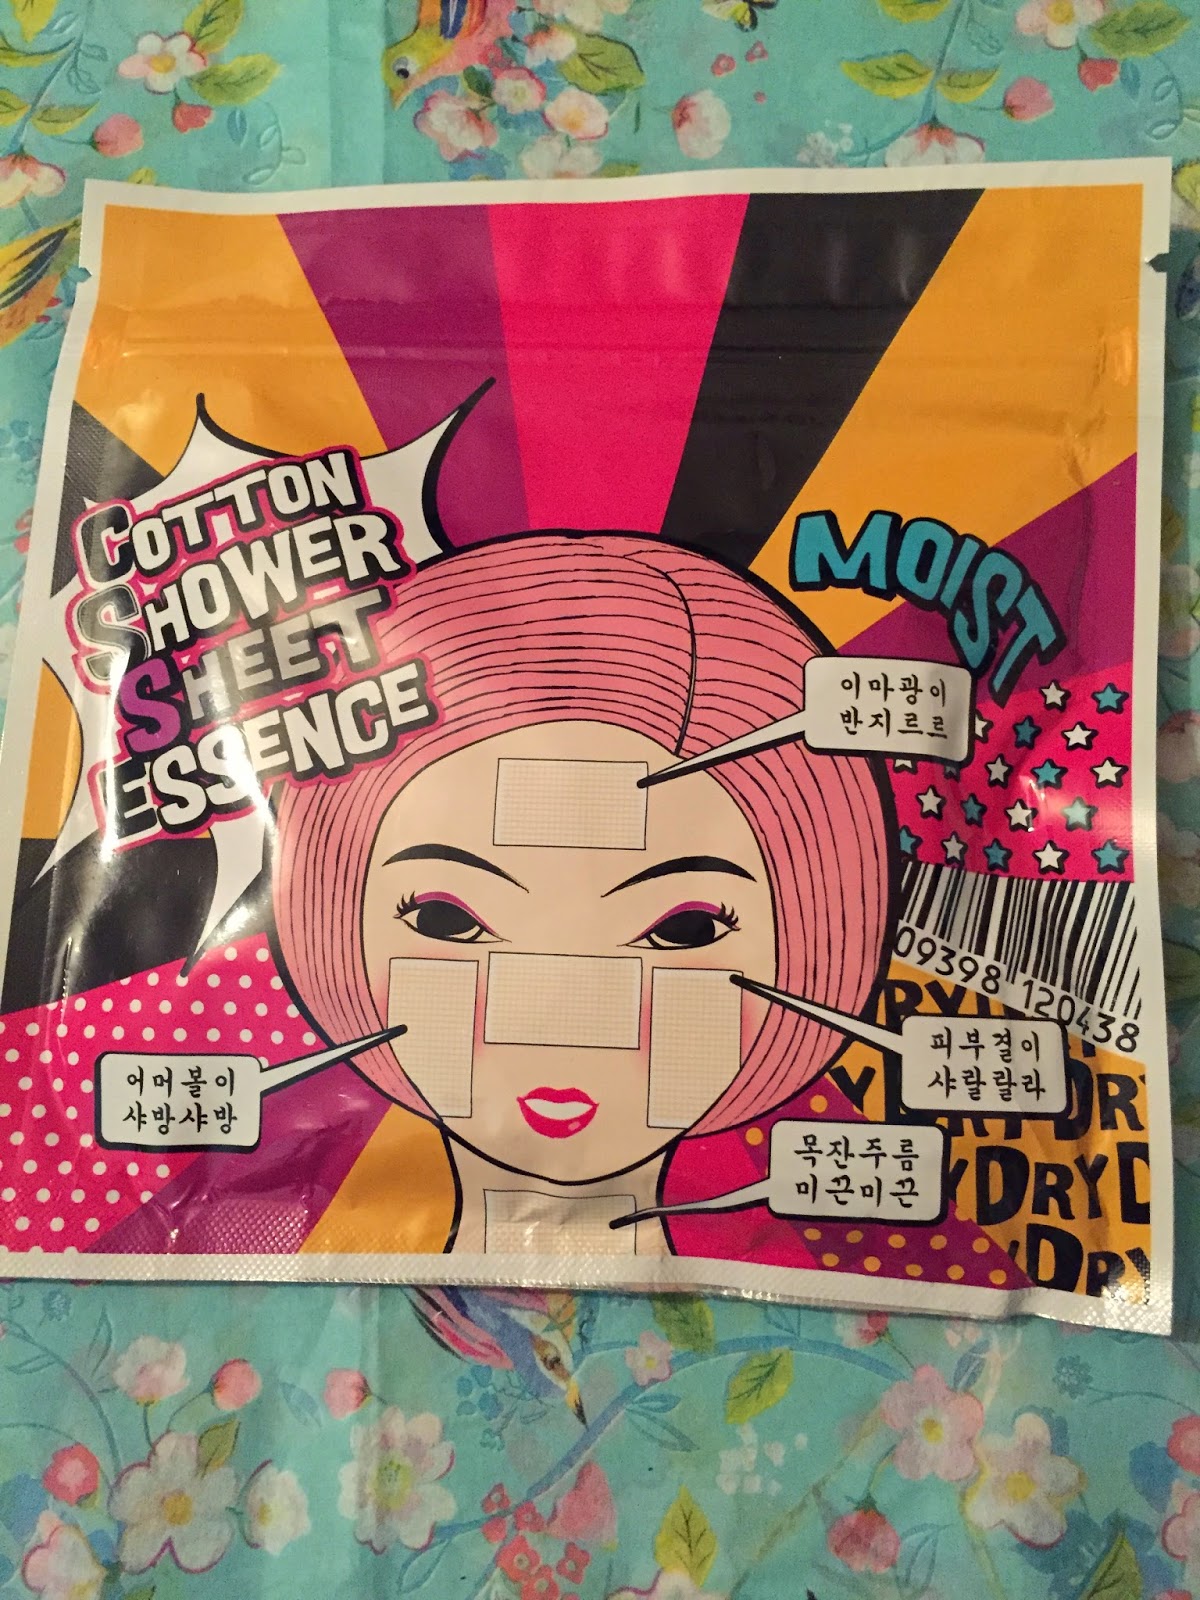 COTTON
SHOWER
SHEET
ESSENCE
MOIST
이마광이
반지르르
09398 120438
어머볼이
샤방샤방
피부결이
샤랄랄라
목잔주름
미끈미끈
DRY
DRY